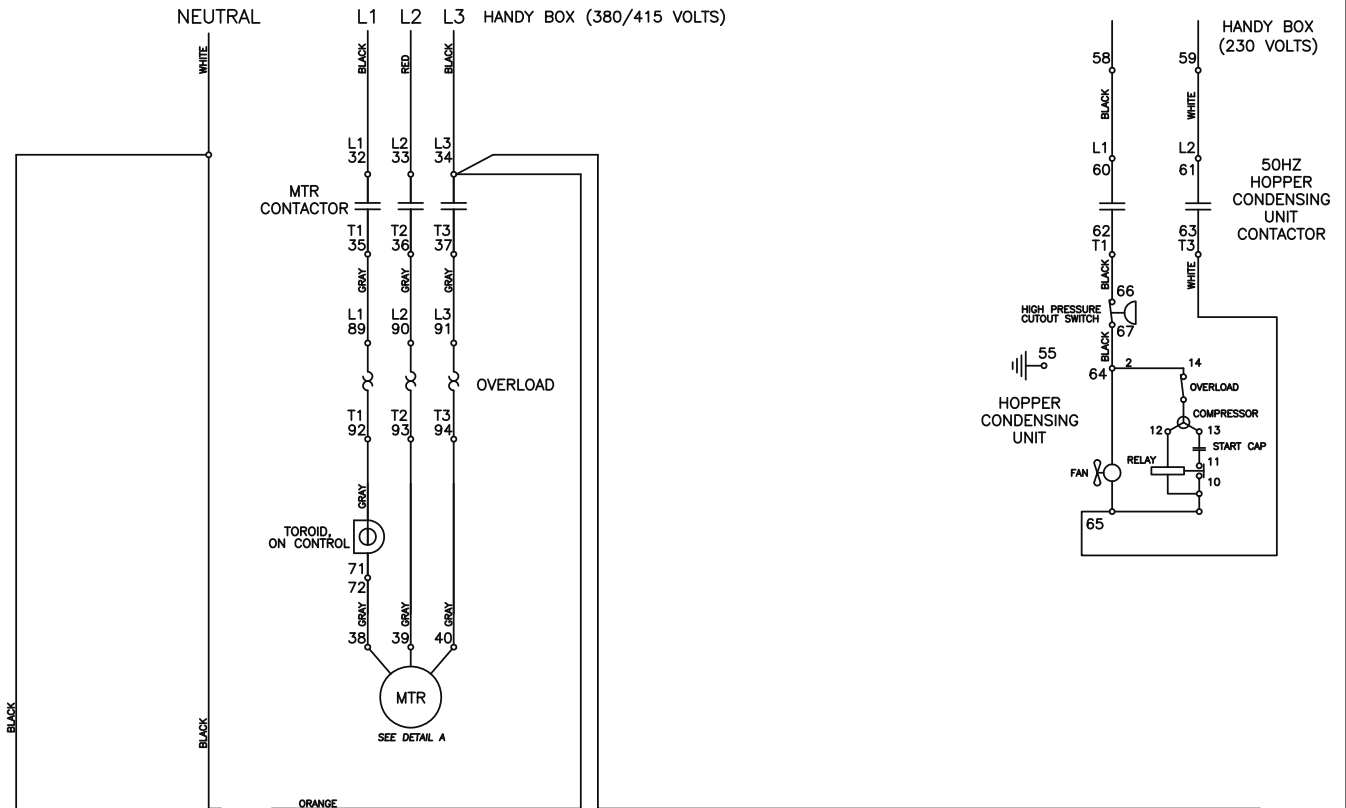 NEUTRAL
L1 L2 L3 HANDY BOX (380/415 VOLTS)
WHITE
BLACK
RED
BLACK
L1 L2 L3
32 33 34
MTR
CONTACTOR
T1 T2 T3
35 36 37
GRAY
GRAY
GRAY
L1 L2 L3
89 90 91
OVERLOAD
T1 T2 T3
92 93 94
GRAY
TOROID,
ON CONTROL
71
72
GRAY
GRAY
GRAY
38 39 40
MTR
SEE DETAIL A
BLACK
BLACK
ORANGE
HANDY BOX
(230 VOLTS)
58 59
BLACK
WHITE
L1 L2
60 61
50HZ
HOPPER
CONDENSING
UNIT
CONTACTOR
62 63
T1 T3
BLACK
WHITE
66
HIGH PRESSURE
CUTOUT SWITCH
67
BLACK
55
64
2
14
OVERLOAD
HOPPER
CONDENSING
UNIT
COMPRESSOR
12 13
START CAP
RELAY
11
10
FAN
65